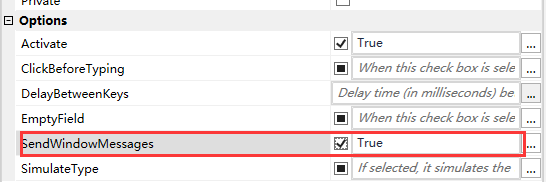 Private
Options
Activate True ...
ClickBeforeTyping When this check box is sele ...
DelayBetweenKeys Delay time (in milliseconds) be ...
EmptyField When this check box is sele ...
SendWindowMessages True ...
SimulateType If selected, it simulates the ...